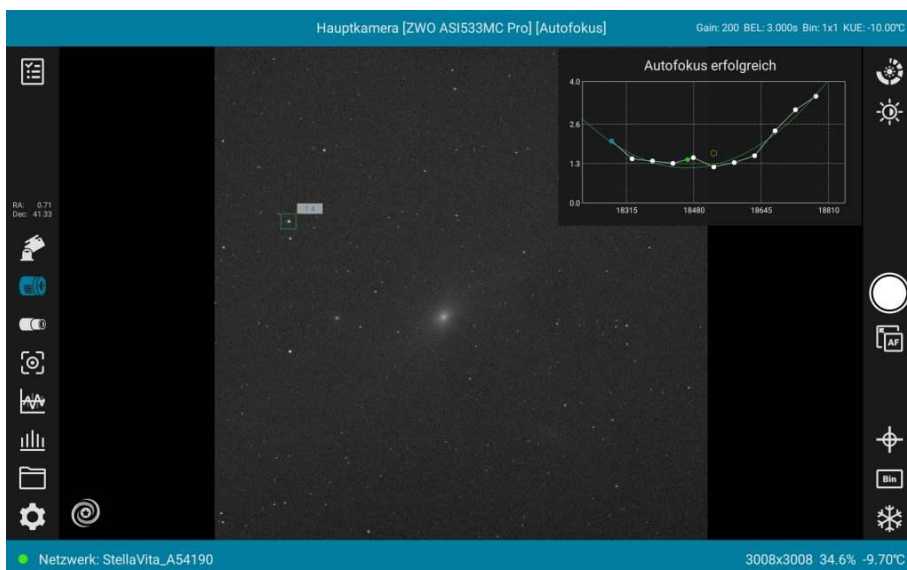 Hauptkamera [ZWO ASI533MC Pro] [Autofokus]
Gain: 200 BEL: 3.000s Bin: 1x1 KUE: -10.00°C
Autofokus erfolgreich
4.0
2.6
1.3
0.0
18315 18480 18645 18810
RA: 0.71
Dec: 41.33
1.4
AF
Bin
Netzwerk: StellaVita_A54190
3008x3008 34.6% -9.70°C